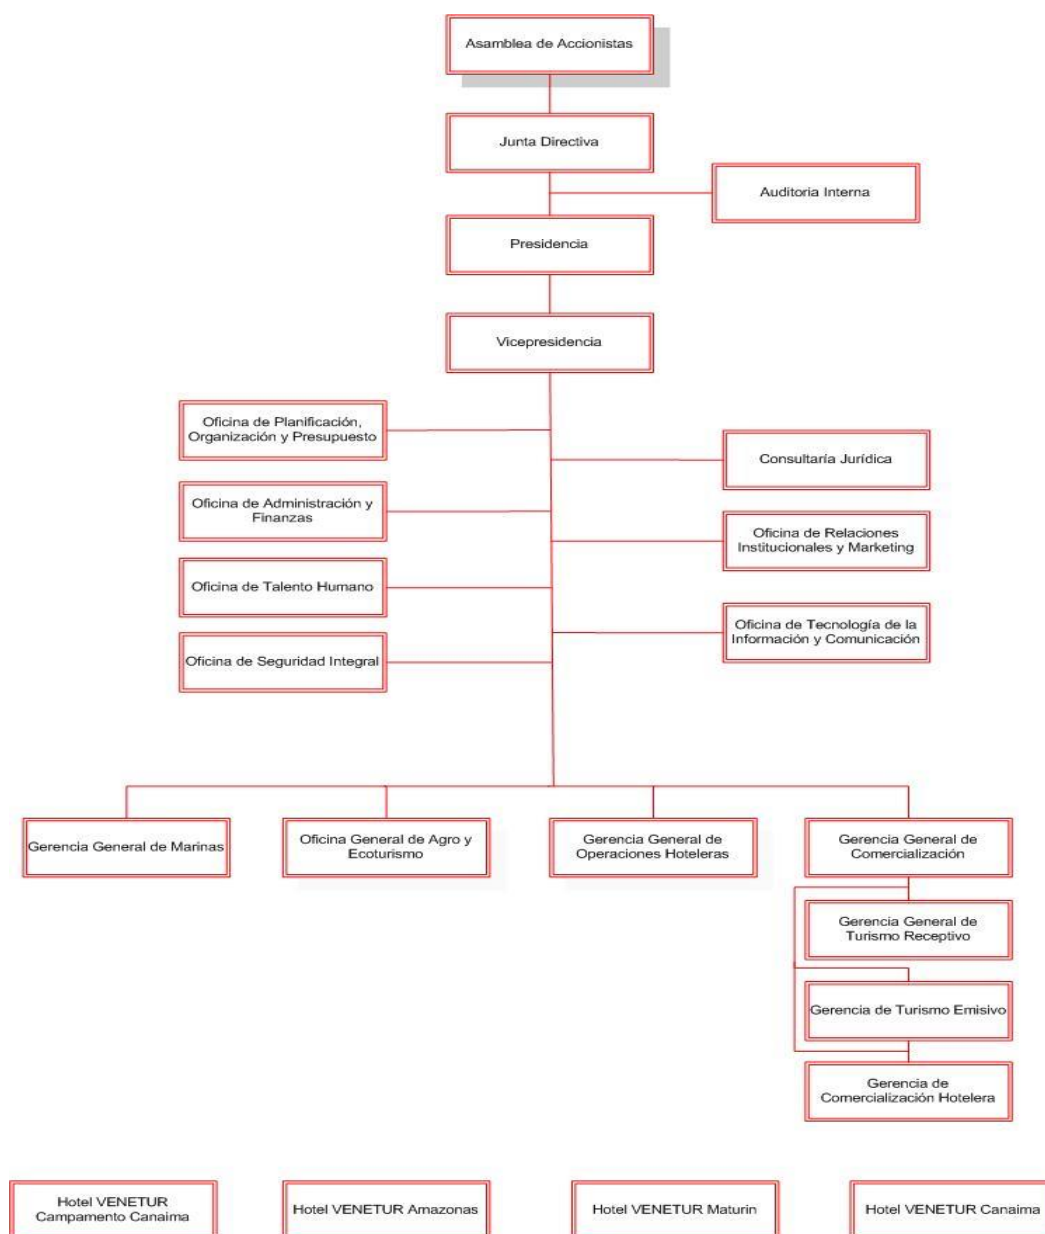 Asamblea de Accionistas
Junta Directiva
Auditoria Interna
Presidencia
Vicepresidencia
Oficina de Planificación,
Organización y Presupuesto
Consultaría Jurídica
Oficina de Administración y
Finanzas
Oficina de Relaciones
Institucionales y Marketing
Oficina de Talento Humano
Oficina de Tecnología de la
Información y Comunicación
Oficina de Seguridad Integral
Gerencia General de Marinas
Oficina General de Agro y
Ecoturismo
Gerencia General de
Operaciones Hoteleras
Gerencia General de
Comercialización
Gerencia General de
Turismo Receptivo
Gerencia de Turismo Emisivo
Gerencia de
Comercialización Hotelera
Hotel VENETUR
Campamento Canaima
Hotel VENETUR Amazonas
Hotel VENETUR Maturin
Hotel VENETUR Canaima